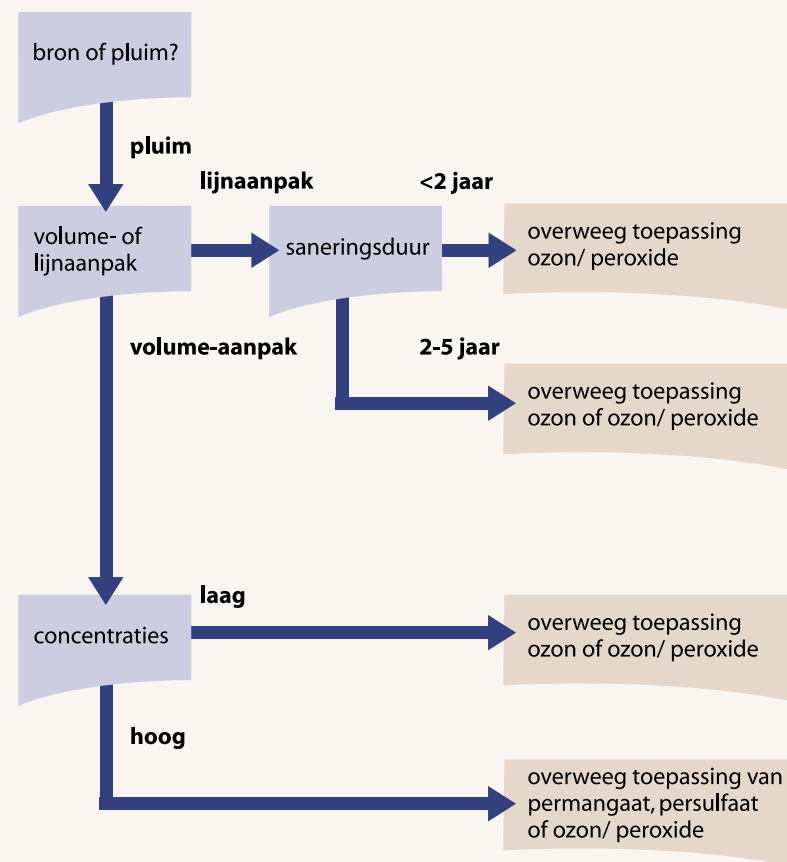 bron of pluim?
pluim
lijnaanpak
<2 jaar
volume- of
lijnaanpak
saneringsduur
overweeg toepassing
ozon/ peroxide
volume-aanpak
2-5 jaar
overweeg toepassing
ozon of ozon/ peroxide
concentraties
laag
overweeg toepassing
ozon of ozon/ peroxide
hoog
overweeg toepassing van
permangaat, persulfaat
of ozon/ peroxide